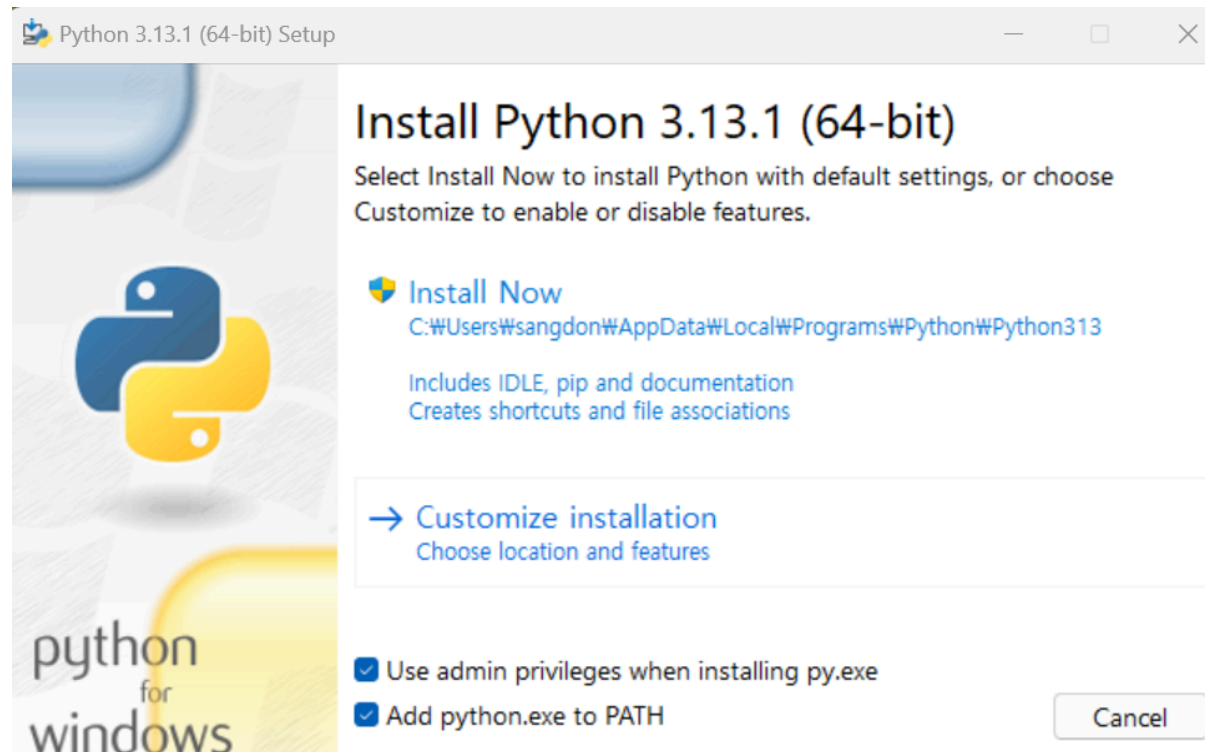 Python 3.13.1 (64-bit) Setup
Install Python 3.13.1 (64-bit)
Select Install Now to install Python with default settings, or choose
Customize to enable or disable features.
Install Now
C:₩Users₩sangdon₩AppData₩Local₩Programs₩Python₩Python313
Includes IDLE, pip and documentation
Creates shortcuts and file associations
Customize installation
Choose location and features
python
for
windows
Use admin privileges when installing py.exe
Add python.exe to PATH
Cancel